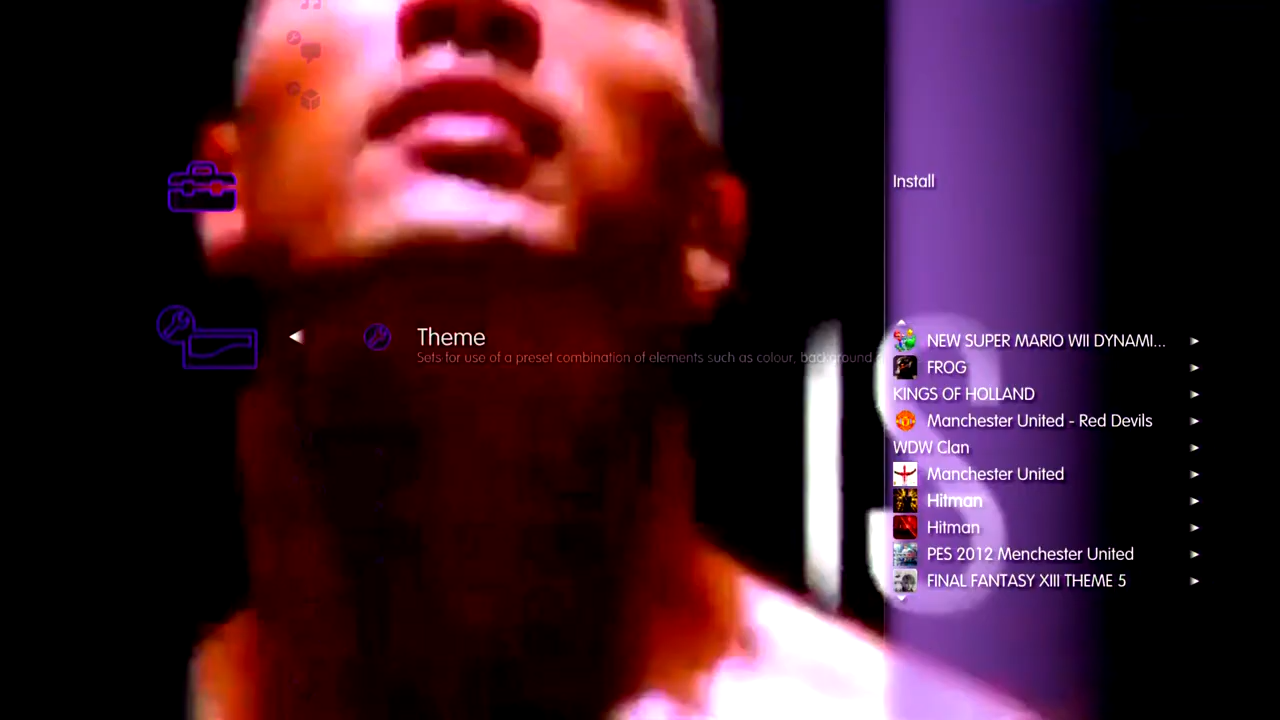 Install
Theme
Sets for use of a preset combination of elements such as colour, background
NEW SUPER MARIO WII DYNAMI...
FROG
KINGS OF HOLLAND
Manchester United - Red Devils
WDW Clan
Manchester United
Hitman
Hitman
PES 2012 Menchester United
FINAL FANTASY XIII THEME 5